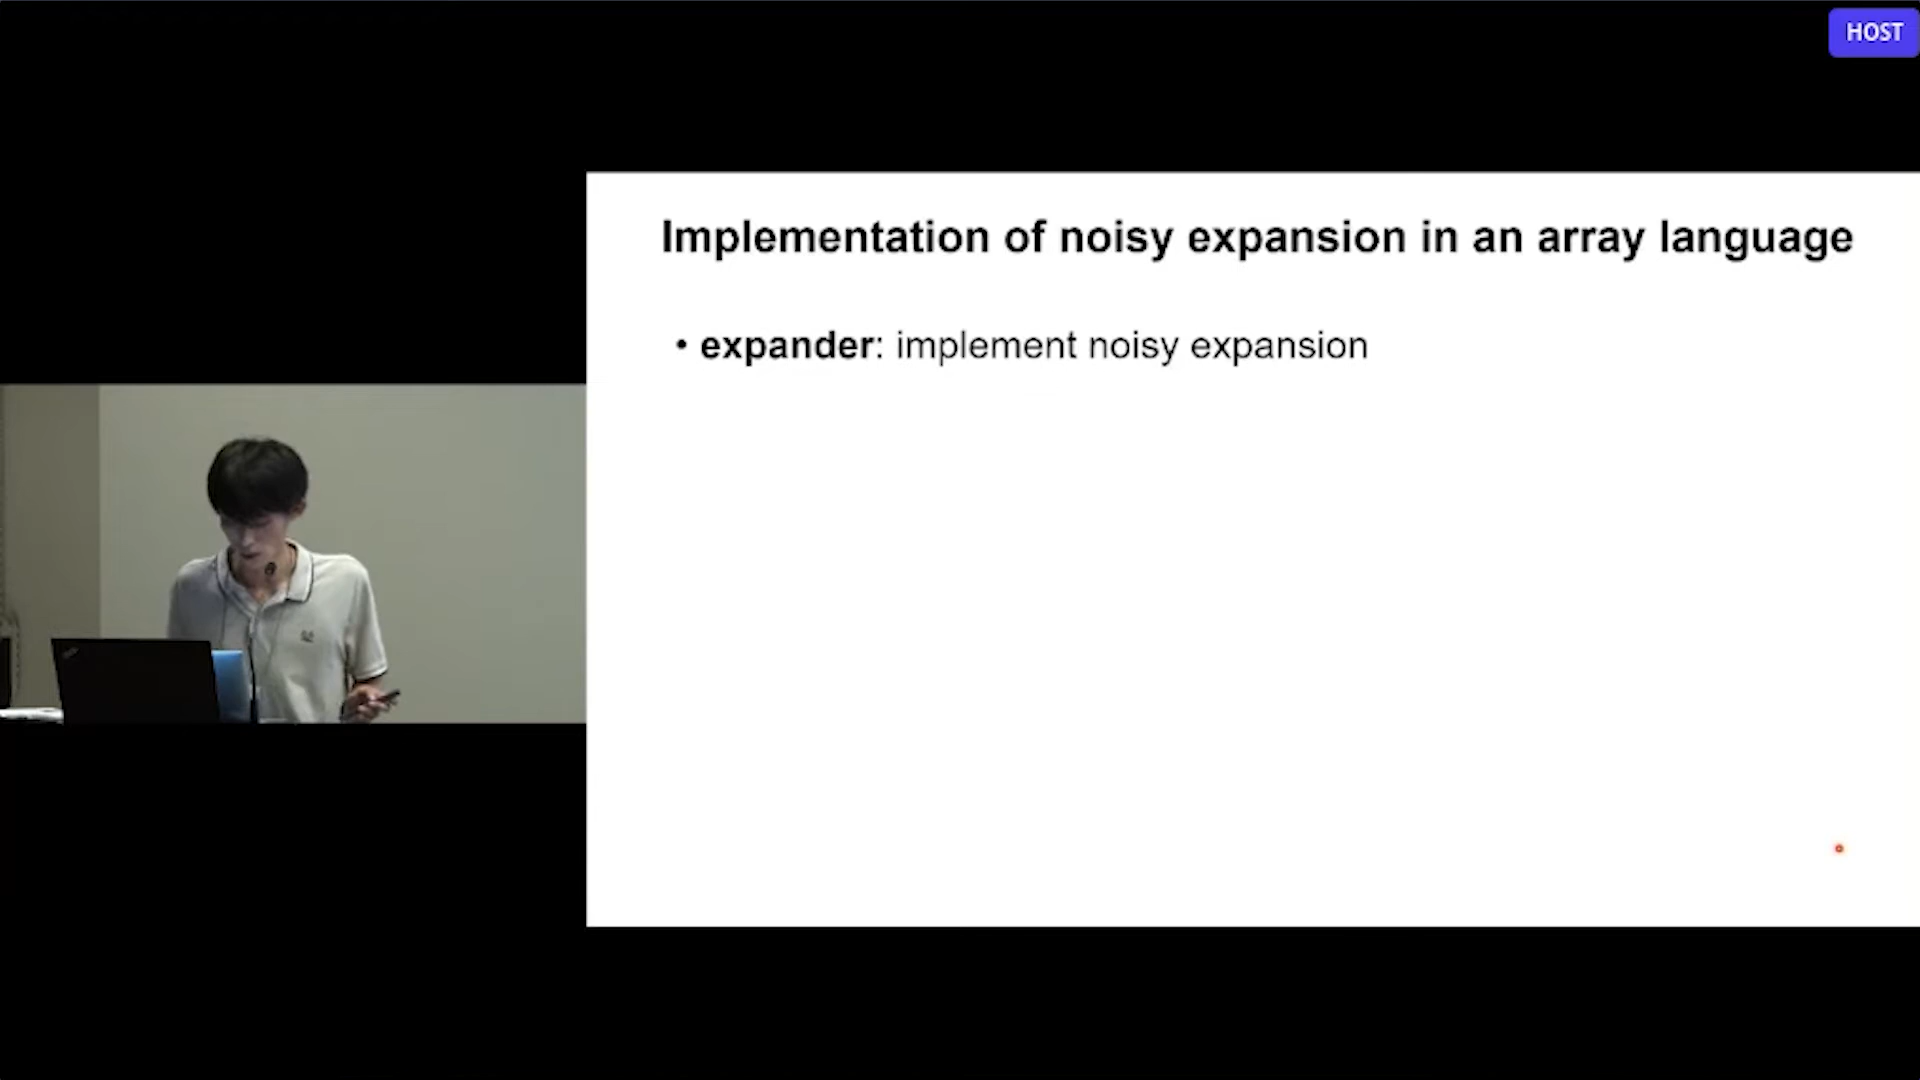 HOST
Implementation of noisy expansion in an array language
• expander: implement noisy expansion